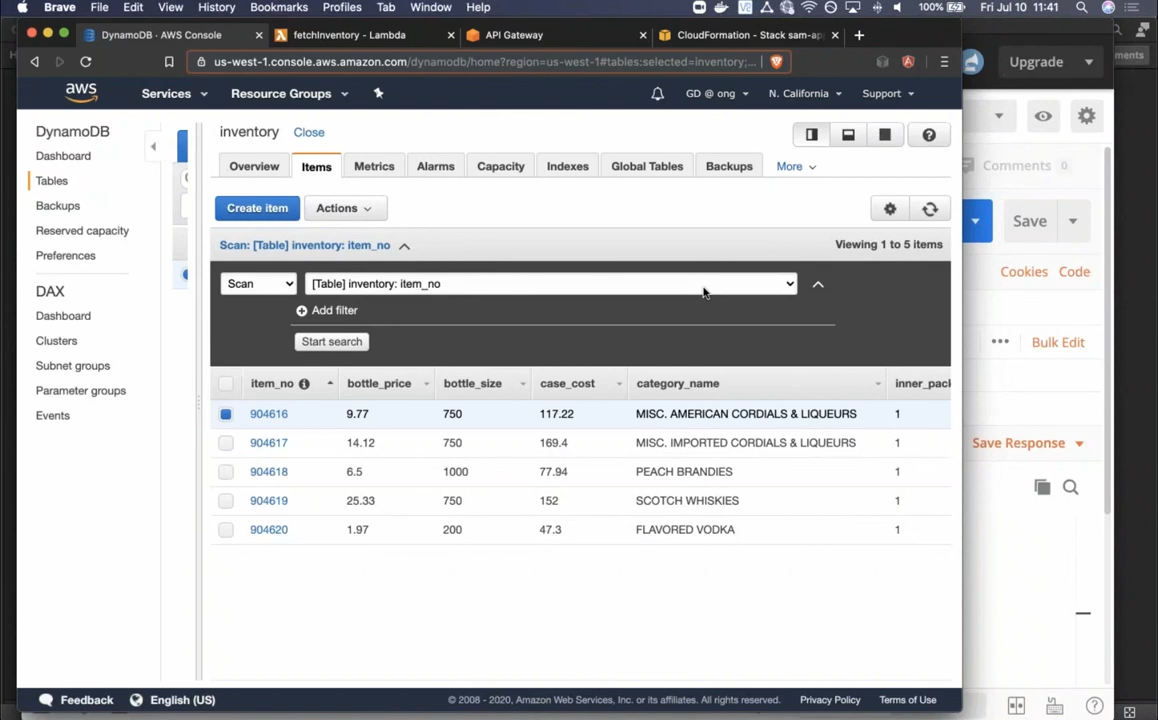 Brave File Edit View History Bookmarks Profiles Tab Window Help 100% Fri Jul 10 11:41
DynamoDB - AWS Console fetchInventory - Lambda API Gateway CloudFormation - Stack sam-ap
us-west-1.console.aws.amazon.com/dynamodb/home?region=us-west-1#tables:selected=inventory;...
Upgrade
aws Services Resource Groups GD @ ong N. California Support
DynamoDB
Dashboard
Tables
Backups
Reserved capacity
Preferences
DAX
Dashboard
Clusters
Subnet groups
Parameter groups
Events
inventory Close
Overview Items Metrics Alarms Capacity Indexes Global Tables Backups More
Create item Actions
Scan: [Table] inventory: item_no Viewing 1 to 5 items
Scan [Table] inventory: item_no
Add filter
Start search
item_no bottle_price bottle_size case_cost category_name inner_pack
904616 9.77 750 117.22 MISC. AMERICAN CORDIALS & LIQUEURS 1
904617 14.12 750 169.4 MISC. IMPORTED CORDIALS & LIQUEURS 1
904618 6.5 1000 77.94 PEACH BRANDIES 1
904619 25.33 750 152 SCOTCH WHISKIES 1
904620 1.97 200 47.3 FLAVORED VODKA 1
Comments 0
Save
Cookies Code
Bulk Edit
Save Response
Feedback English (US) © 2008 - 2020, Amazon Web Services, Inc. or its affiliates. All rights reserved. Privacy Policy Terms of Use